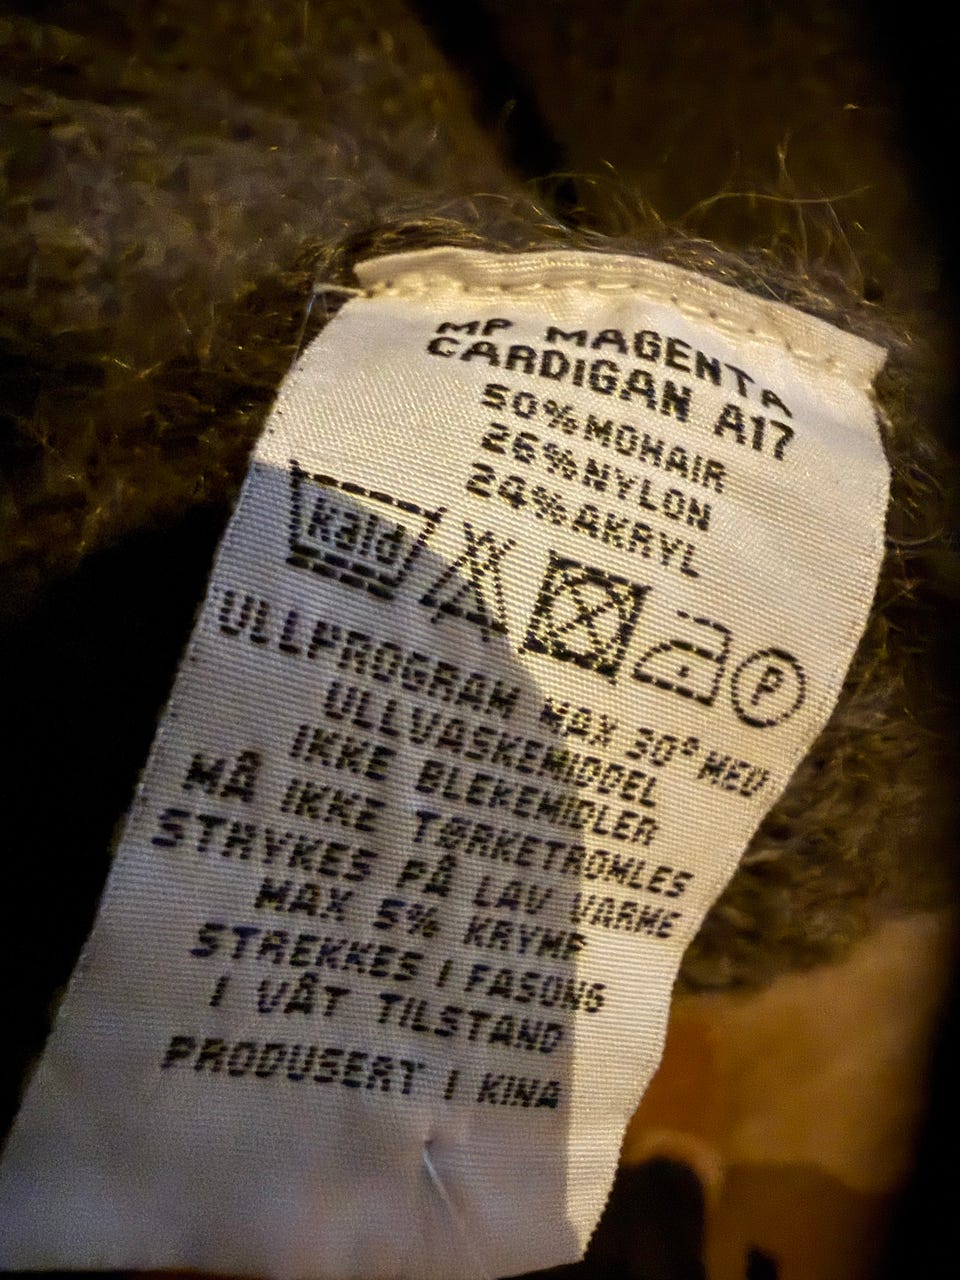 MP MAGENTA
CARDIGAN A17
50% MOHAIR
26% NYLON
24% AKRYL
kald
P
ULLPROGRAM MAX 30° MED
ULLVASKEMIDDEL
IKKE BLEKEMIDLER
MÅ IKKE TØRKETROMLES
STRYKES PÅ LAV VARME
MAX 5% KRYMP
STREKKES I FASONG
I VÅT TILSTAND
PRODUSERT I KINA